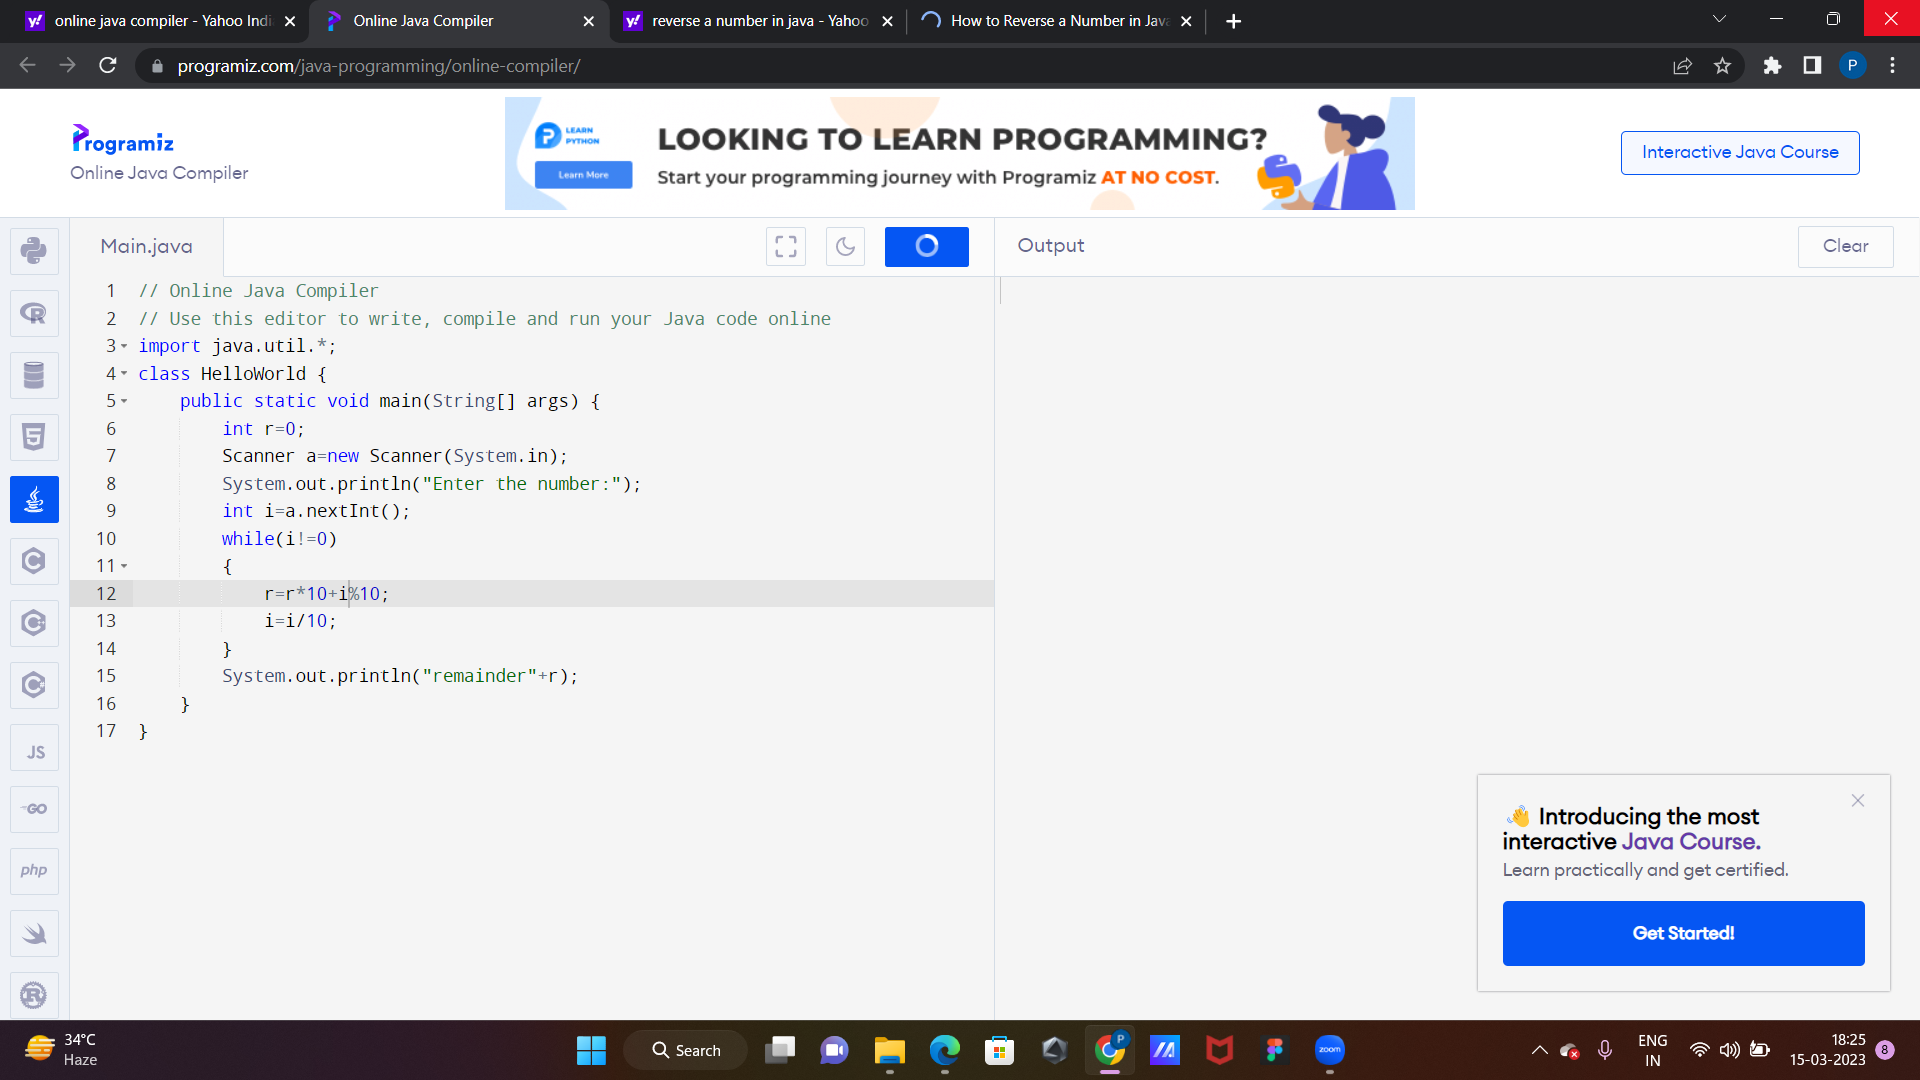 online java compiler - Yahoo Indi
Online Java Compiler
reverse a number in java - Yahoo
How to Reverse a Number in Java
programiz.com/java-programming/online-compiler/
P
Programiz
Online Java Compiler
LEARN
PYTHON
Learn More
LOOKING TO LEARN PROGRAMMING?
Start your programming journey with Programiz AT NO COST.
Interactive Java Course
Main.java
Output
Clear
1 // Online Java Compiler
2 // Use this editor to write, compile and run your Java code online
3 import java.util.*;
4 class HelloWorld {
5 public static void main(String[] args) {
6 int r=0;
7 Scanner a=new Scanner(System.in);
8 System.out.println("Enter the number:");
9 int i=a.nextInt();
10 while(i!=0)
11 {
12 r=r*10+i%10;
13 i=i/10;
14 }
15 System.out.println("remainder"+r);
16 }
17 }
JS
GO
php
👋 Introducing the most
interactive Java Course.
Learn practically and get certified.
Get Started!
34°C
Haze
Search
P
zoom
ENG
IN
18:25
15-03-2023
8